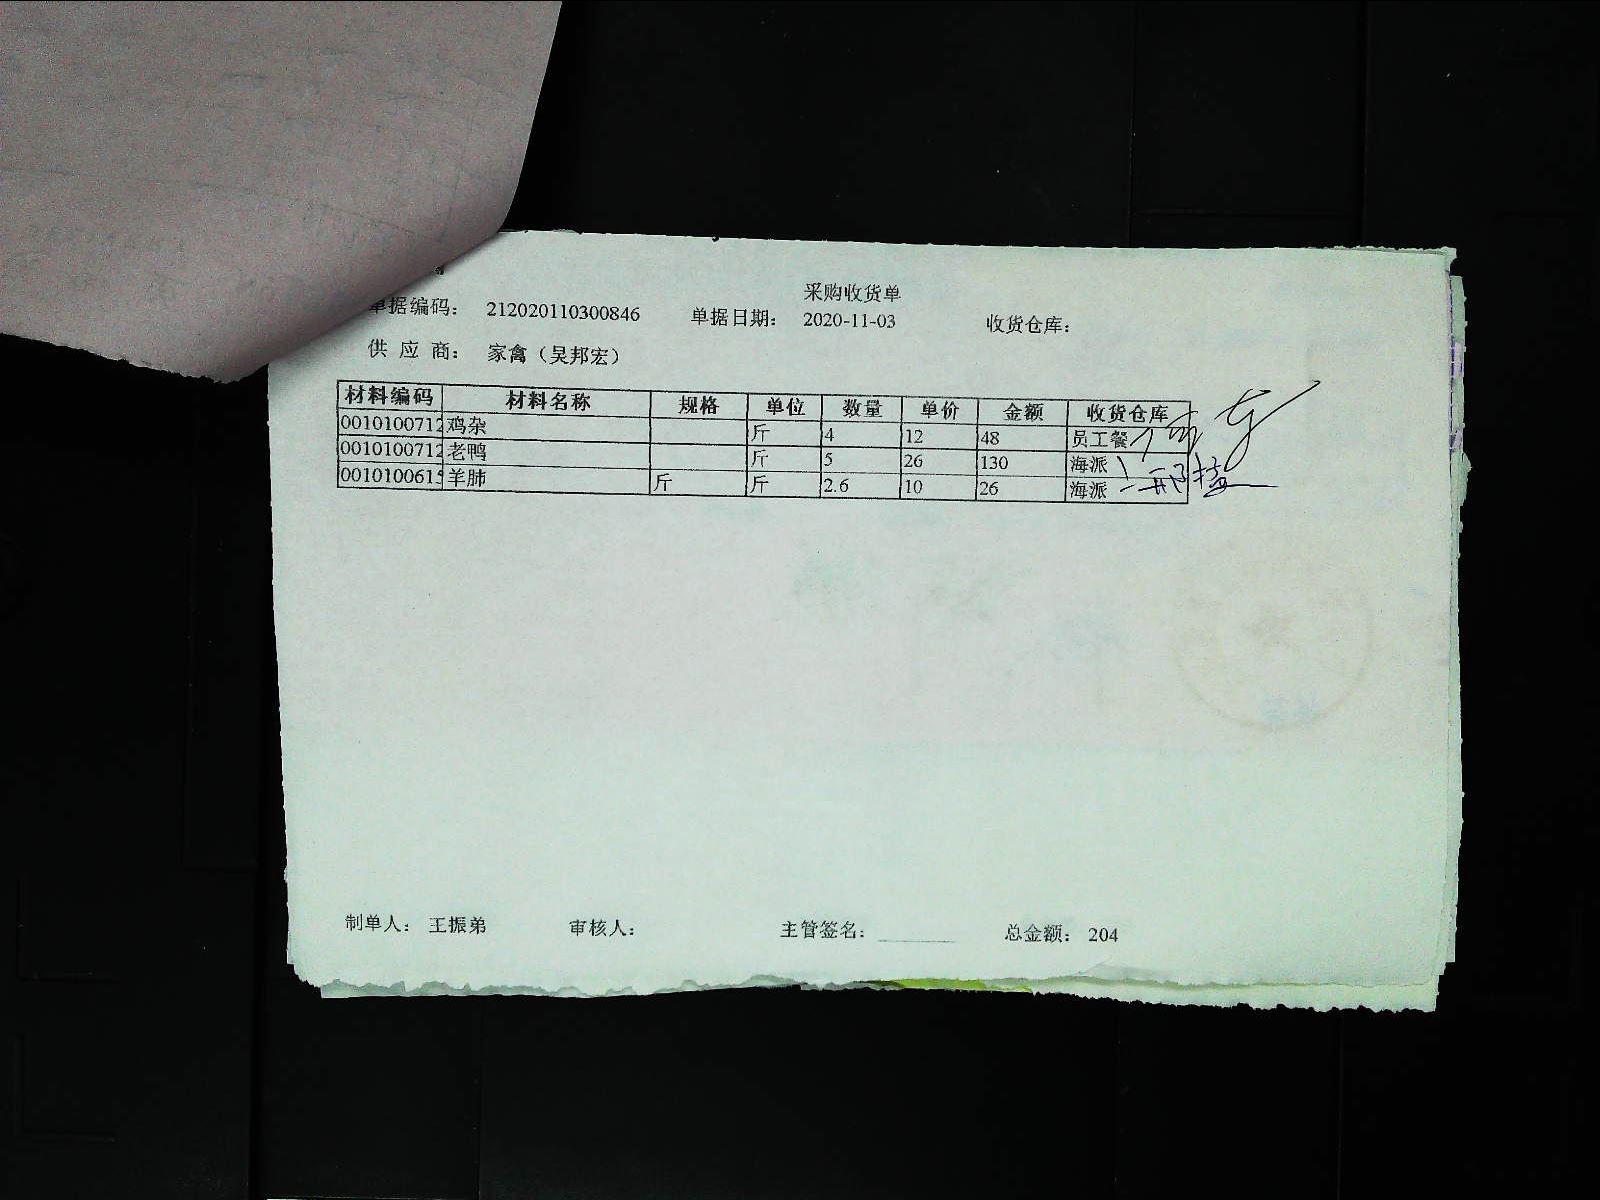 采购收货单
单据编码： 212020110300846 单据日期： 2020-11-03 收货仓库：
供 应 商： 家禽（吴邦宏）
材料编码 材料名称 规格 单位 数量 单价 金额 收货仓库
0010100712 鸡杂 斤 4 12 48 员工餐
0010100712 老鸭 斤 5 26 130 海派
001010061 羊肺 斤 斤 2.6 10 26 海派
制单人： 王振弟 审核人： 主管签名： 总金额： 204